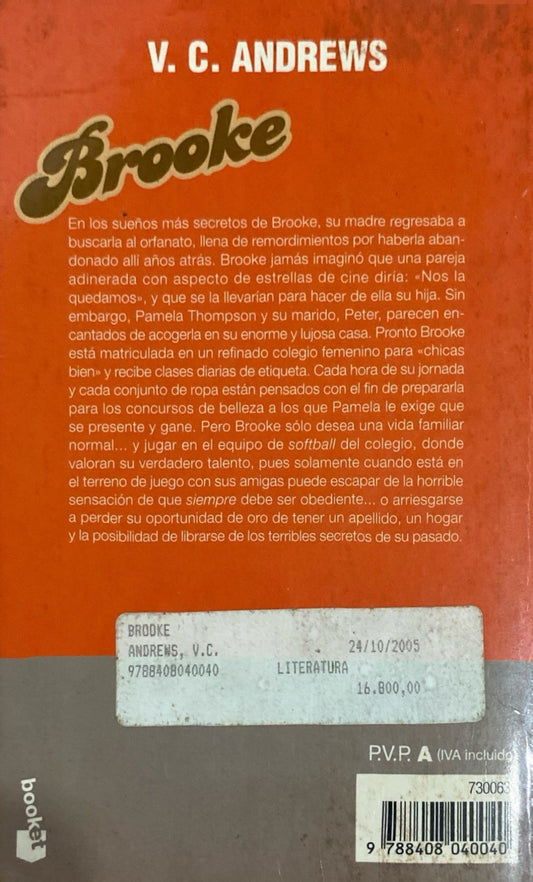 V. C. ANDREWS
Brooke
En los sueños más secretos de Brooke, su madre regresaba a
buscarla al orfanato, llena de remordimientos por haberla aban-
donado allí años atrás. Brooke jamás imaginó que una pareja
adinerada con aspecto de estrellas de cine diría: «Nos la
quedamos», y que se la llevarían para hacer de ella su hija. Sin
embargo, Pamela Thompson y su marido, Peter, parecen en-
cantados de acogerla en su enorme y lujosa casa. Pronto Brooke
está matriculada en un refinado colegio femenino para «chicas
bien» y recibe clases diarias de etiqueta. Cada hora de su jornada
y cada conjunto de ropa están pensados con el fin de prepararla
para los concursos de belleza a los que Pamela le exige que
se presente y gane. Pero Brooke sólo desea una vida familiar
normal... y jugar en el equipo de softball del colegio, donde
valoran su verdadero talento, pues solamente cuando está en
el terreno de juego con sus amigas puede escapar de la horrible
sensación de que siempre debe ser obediente... o arriesgarse
a perder su oportunidad de oro de tener un apellido, un hogar
y la posibilidad de librarse de los terribles secretos de su pasado.
BROOKE
ANDREWS, V.C. 24/10/2005
9788408040040 LITERATURA
16.800,00
P.V.P. A (IVA incluido)
730063
9 788408 040040
booket